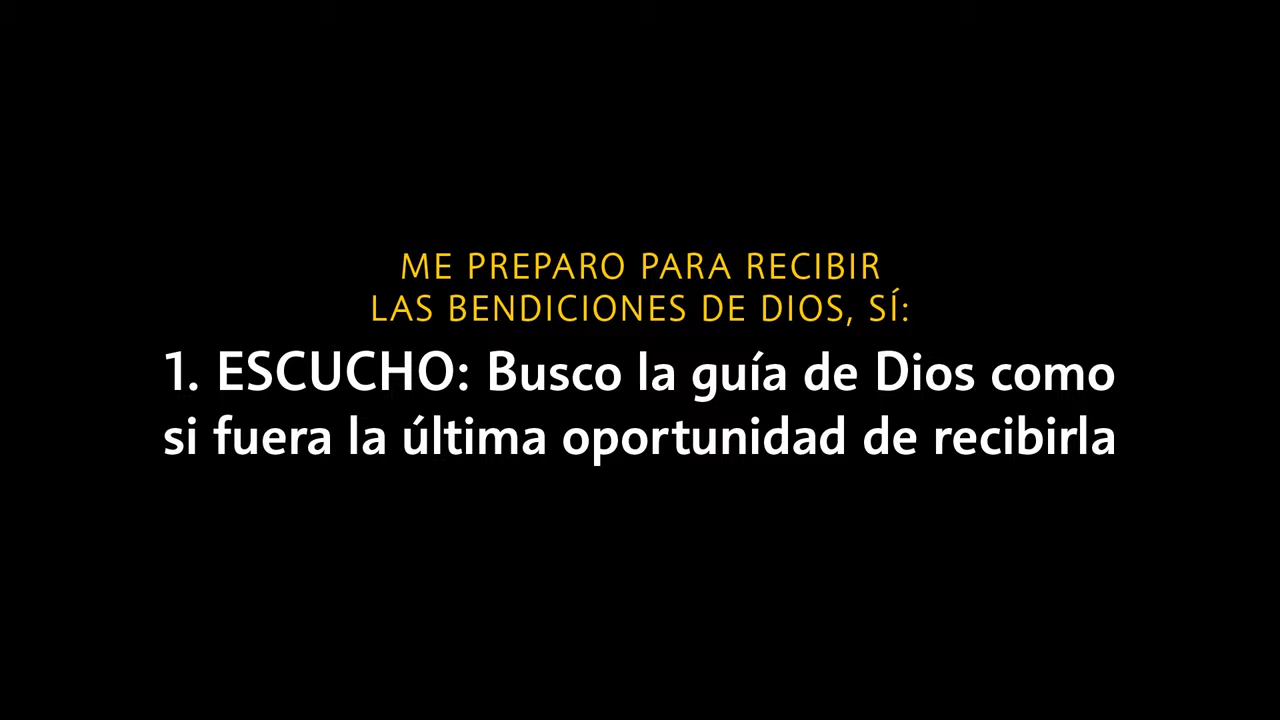 ME PREPARO PARA RECIBIR
LAS BENDICIONES DE DIOS, SÍ:
1. ESCUCHO: Busco la guía de Dios como
si fuera la última oportunidad de recibirla